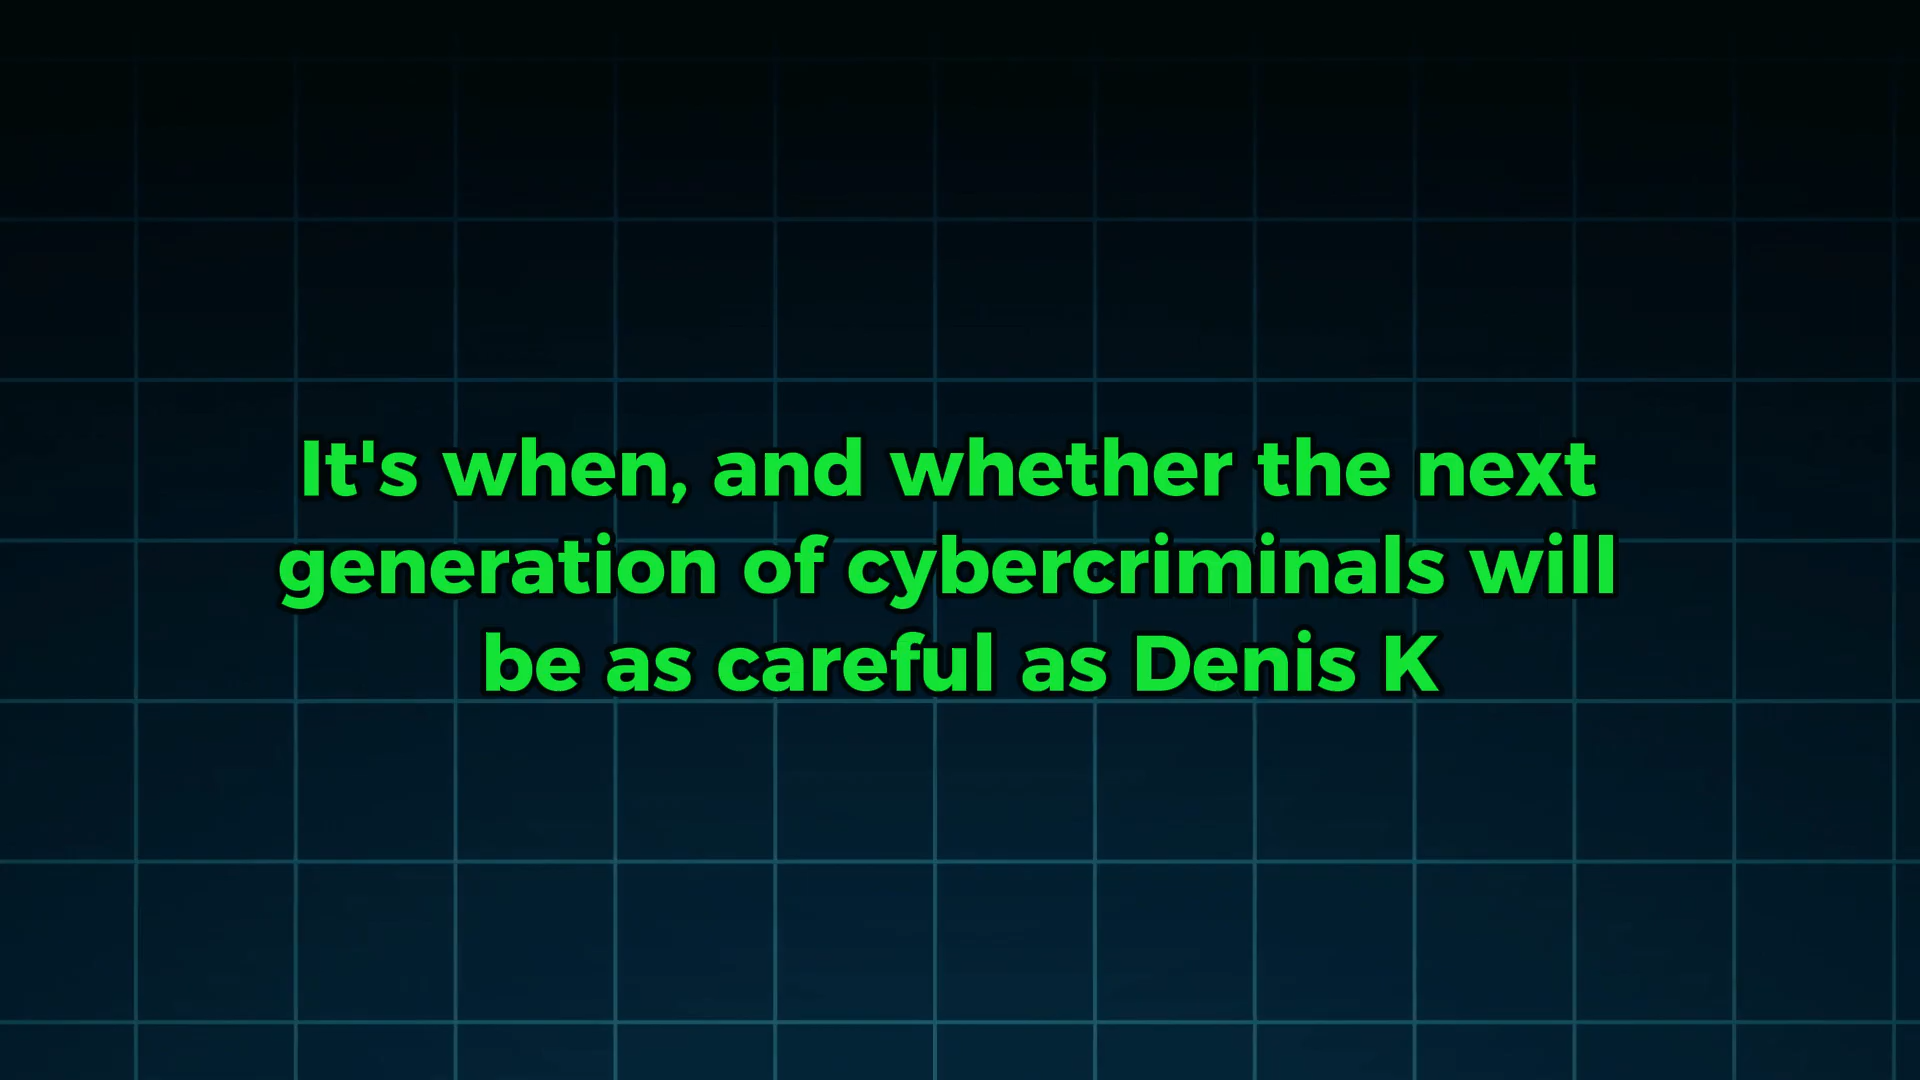 It's when, and whether the next
generation of cybercriminals will
be as careful as Denis K